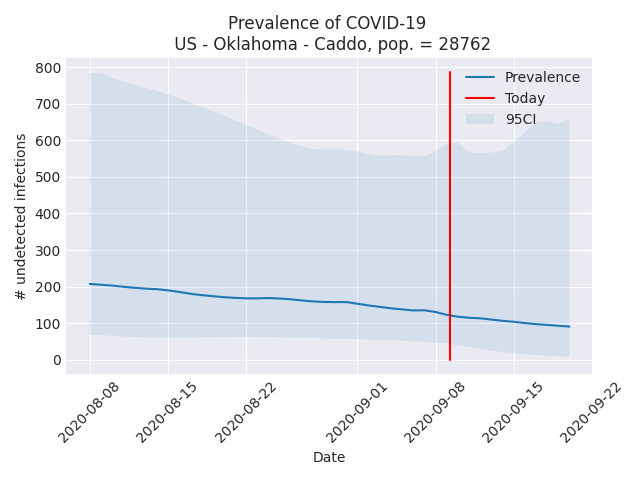 Prevalence of COVID-19
US - Oklahoma - Caddo, pop. = 28762
# undetected infections
800
700
600
500
400
300
200
100
0
Prevalence
Today
95CI
2020-08-08
2020-08-15
2020-08-22
2020-09-01
2020-09-08
2020-09-15
2020-09-22
Date